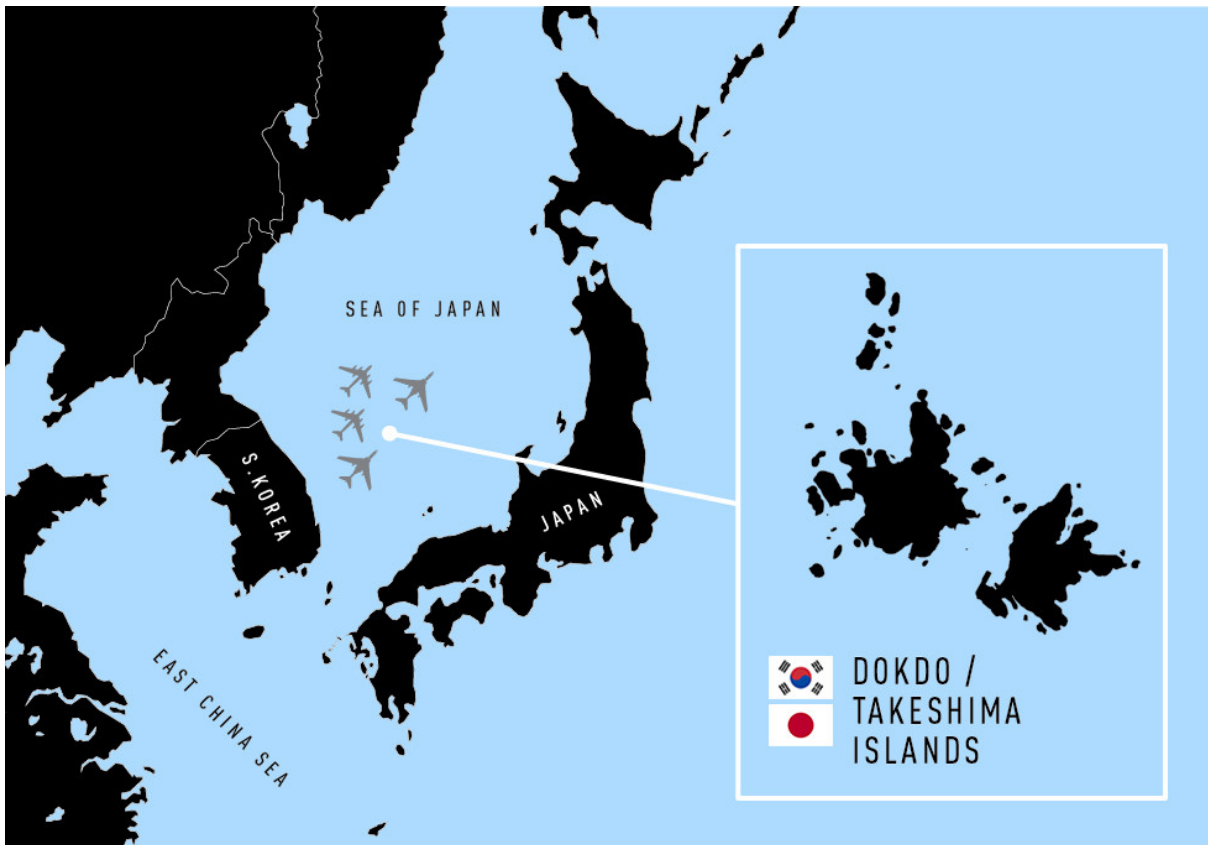 SEA OF JAPAN
S.KOREA
JAPAN
EAST CHINA SEA
DOKDO /
TAKESHIMA
ISLANDS